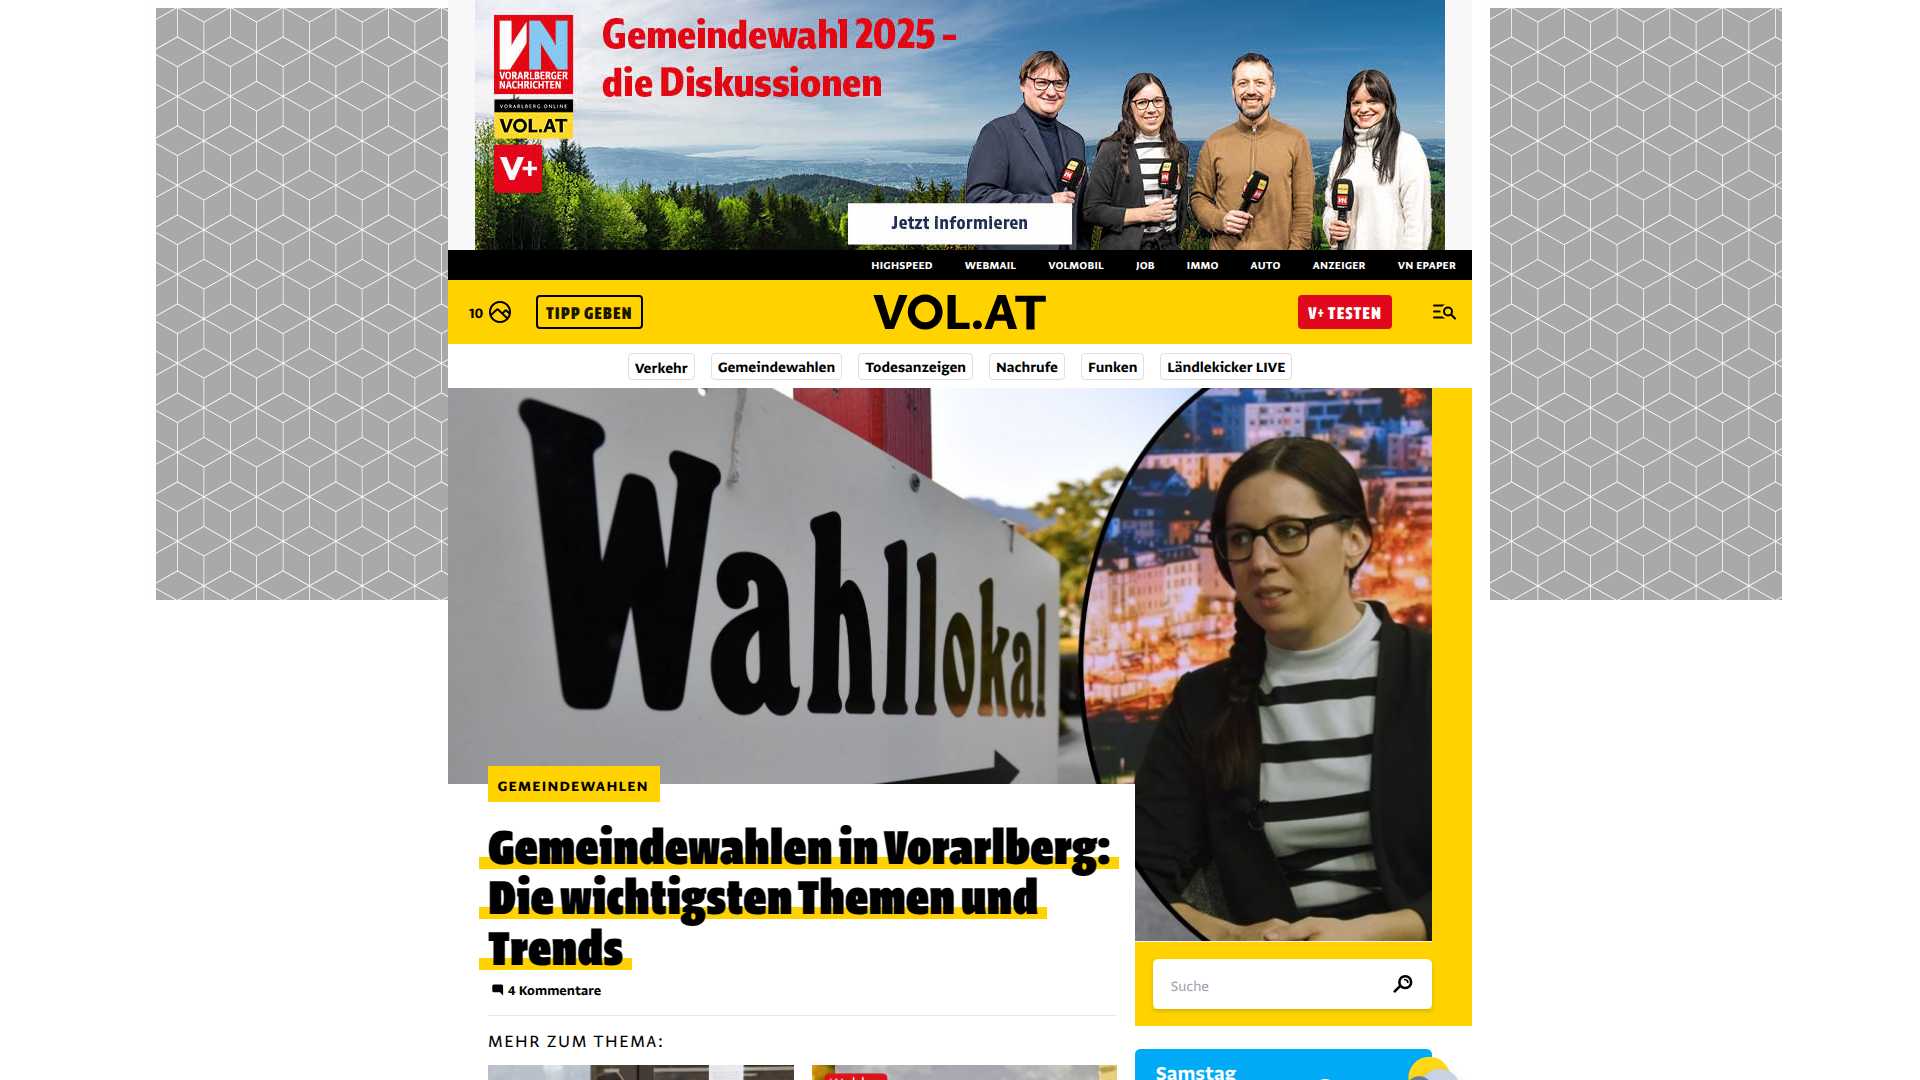 VN
VORARLBERGER
NACHRICHTEN
VORARLBERG ONLINE
VOL.AT
V+
Gemeindewahl 2025 -
die Diskussionen
Jetzt informieren
HIGHSPEED WEBMAIL VOLMOBIL JOB IMMO AUTO ANZEIGER VN EPAPER
10 TIPP GEBEN VOL.AT V+ TESTEN
Verkehr Gemeindewahlen Todesanzeigen Nachrufe Funken Ländlekicker LIVE
Wahllokal
GEMEINDEWAHLEN
Gemeindewahlen in Vorarlberg:
Die wichtigsten Themen und
Trends
4 Kommentare
Suche
MEHR ZUM THEMA:
Samstag